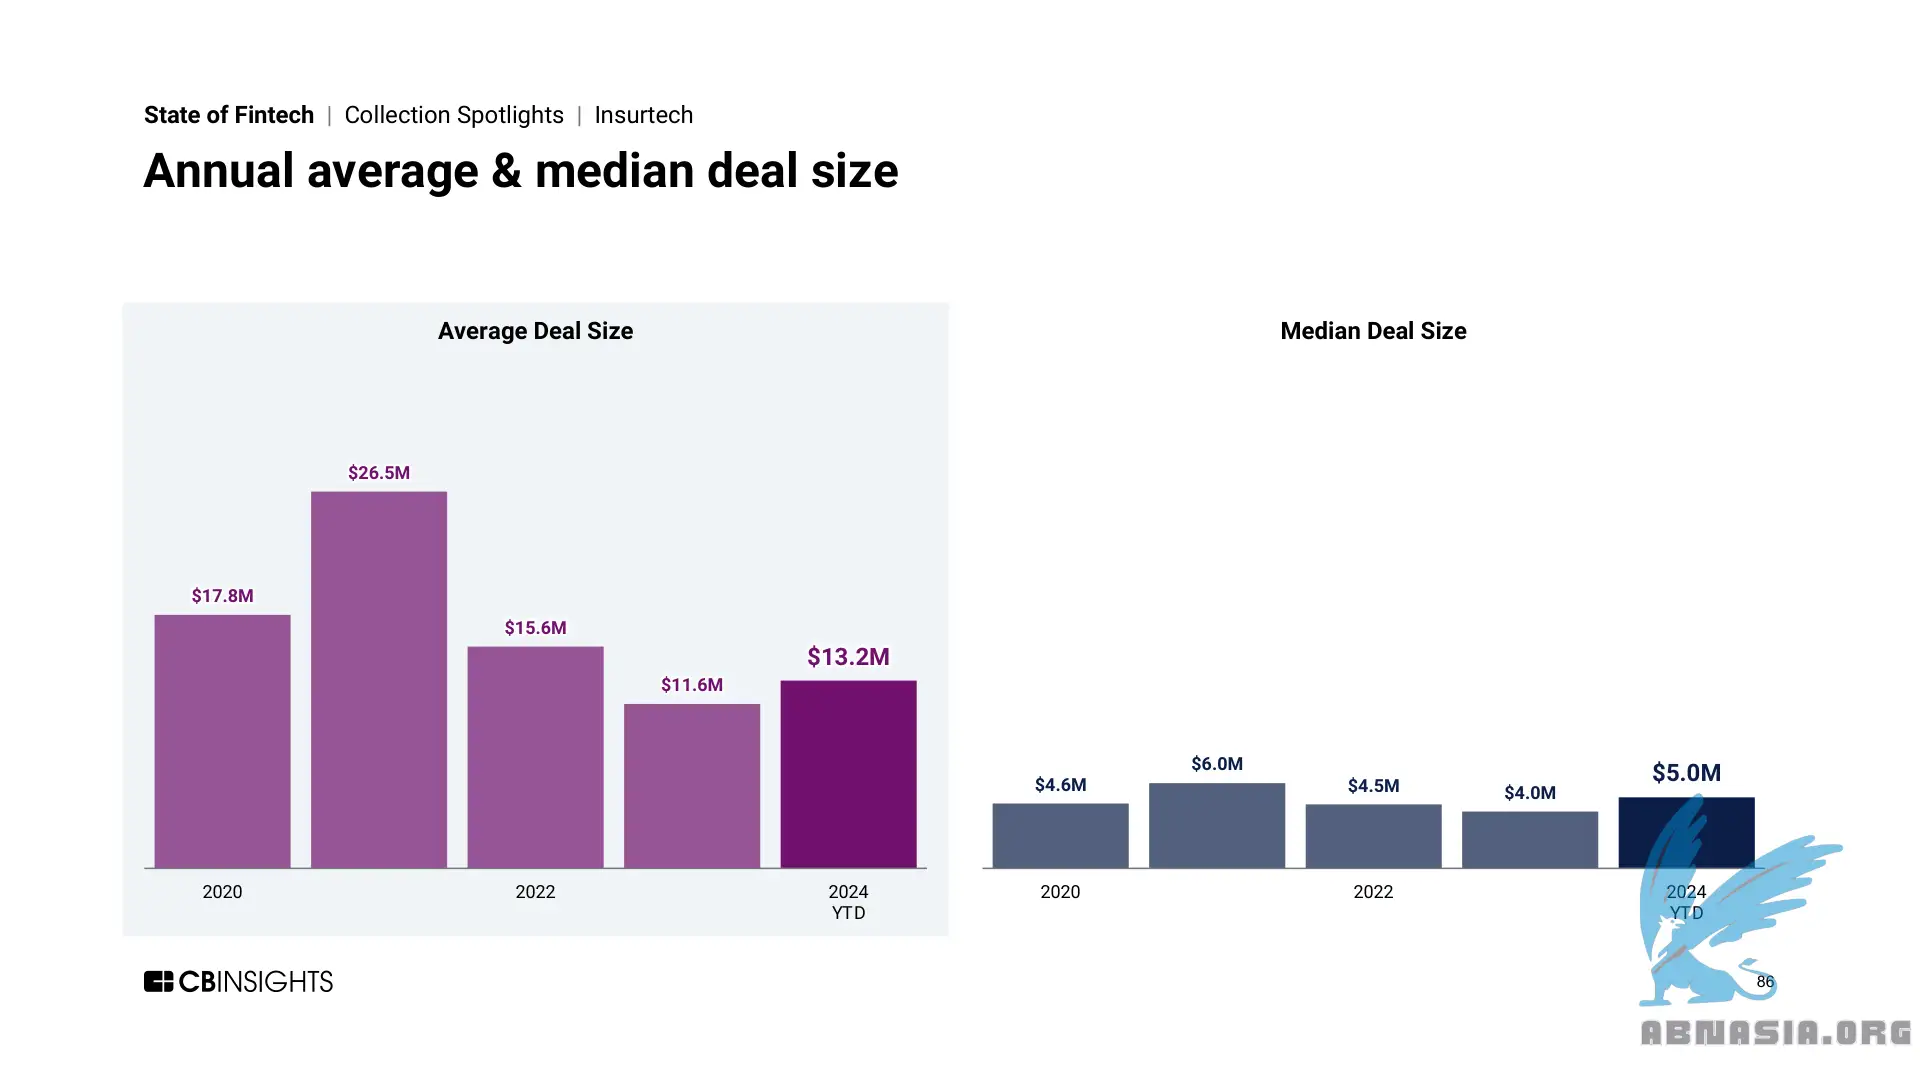 State of Fintech | Collection Spotlights | Insurtech
Annual average & median deal size
Average Deal Size
$17.8M
$26.5M
$15.6M
$11.6M
$13.2M
2020
2022
2024
YTD
Median Deal Size
$4.6M
$6.0M
$4.5M
$4.0M
$5.0M
2020
2022
2024
YTD
CBINSIGHTS
86
ABNASIA.ORG